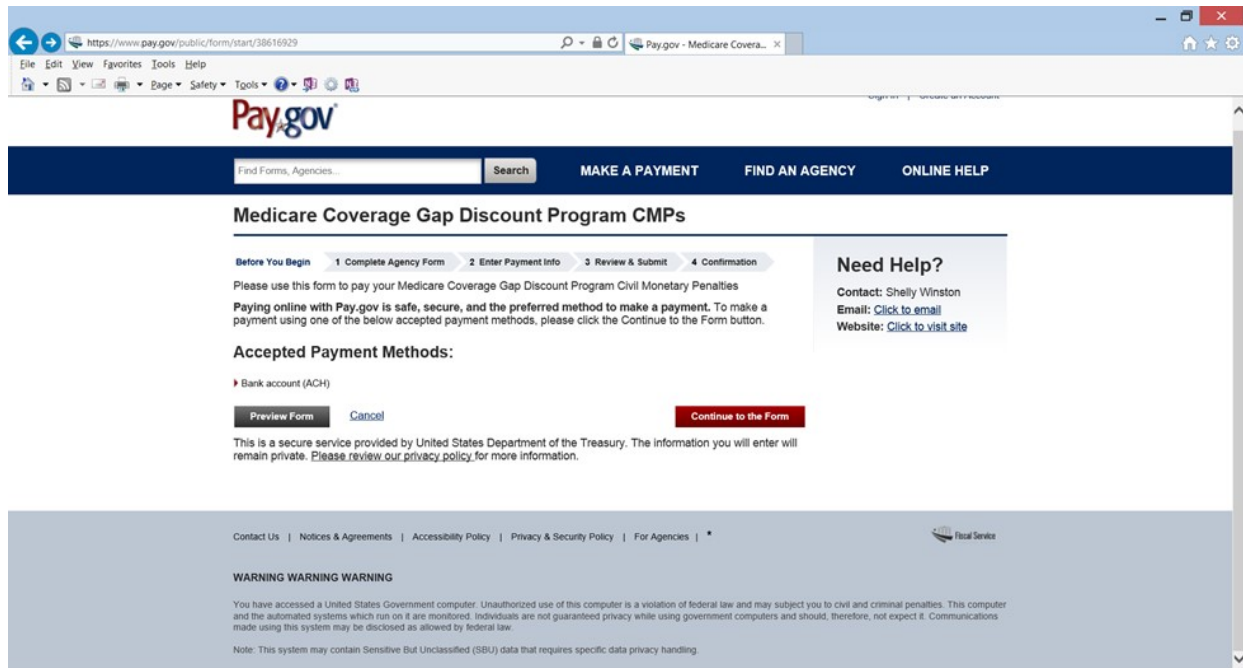 https://www.pay.gov/public/form/start/38616929
Pay.gov - Medicare Covera...
File Edit View Favorites Tools Help
Page Safety Tools
Sign In | Create an Account
Pay.gov
Find Forms, Agencies...
Search
MAKE A PAYMENT
FIND AN AGENCY
ONLINE HELP
Medicare Coverage Gap Discount Program CMPs
Before You Begin 1 Complete Agency Form 2 Enter Payment Info 3 Review & Submit 4 Confirmation
Please use this form to pay your Medicare Coverage Gap Discount Program Civil Monetary Penalties
Paying online with Pay.gov is safe, secure, and the preferred method to make a payment. To make a
payment using one of the below accepted payment methods, please click the Continue to the Form button.
Accepted Payment Methods:
Bank account (ACH)
Preview Form
Cancel
Continue to the Form
This is a secure service provided by United States Department of the Treasury. The information you will enter will
remain private. Please review our privacy policy for more information.
Need Help?
Contact: Shelly Winston
Email: Click to email
Website: Click to visit site
Contact Us | Notices & Agreements | Accessibility Policy | Privacy & Security Policy | For Agencies | *
Fiscal Service
WARNING WARNING WARNING
You have accessed a United States Government computer. Unauthorized use of this computer is a violation of federal law and may subject you to civil and criminal penalties. This computer
and the automated systems which run on it are monitored. Individuals are not guaranteed privacy while using government computers and should, therefore, not expect it. Communications
made using this system may be disclosed as allowed by federal law.
Note: This system may contain Sensitive But Unclassified (SBU) data that requires specific data privacy handling.